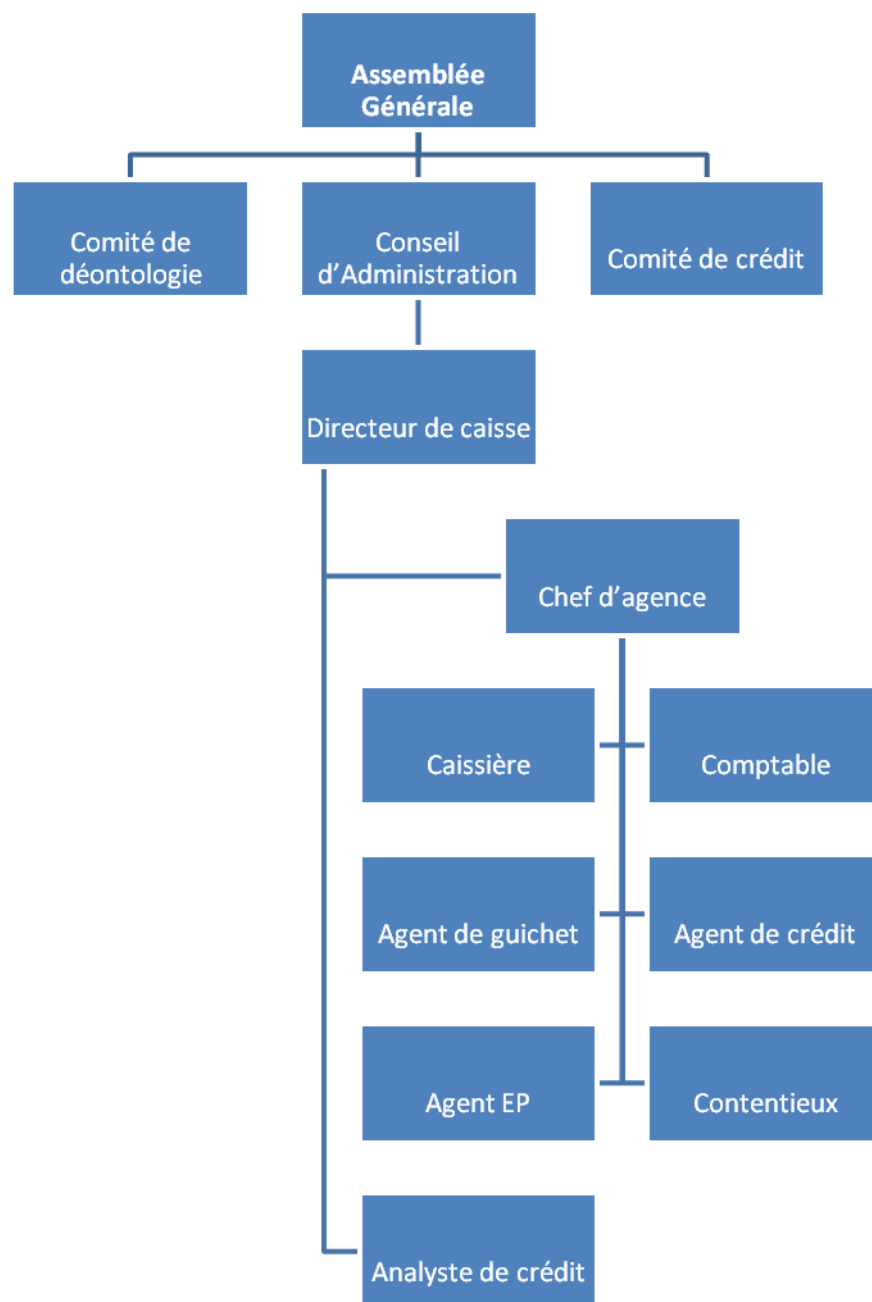 Assemblée
Générale
Comité de
déontologie
Conseil
d’Administration
Comité de crédit
Directeur de caisse
Chef d’agence
Caissière
Comptable
Agent de guichet
Agent de crédit
Agent EP
Contentieux
Analyste de crédit